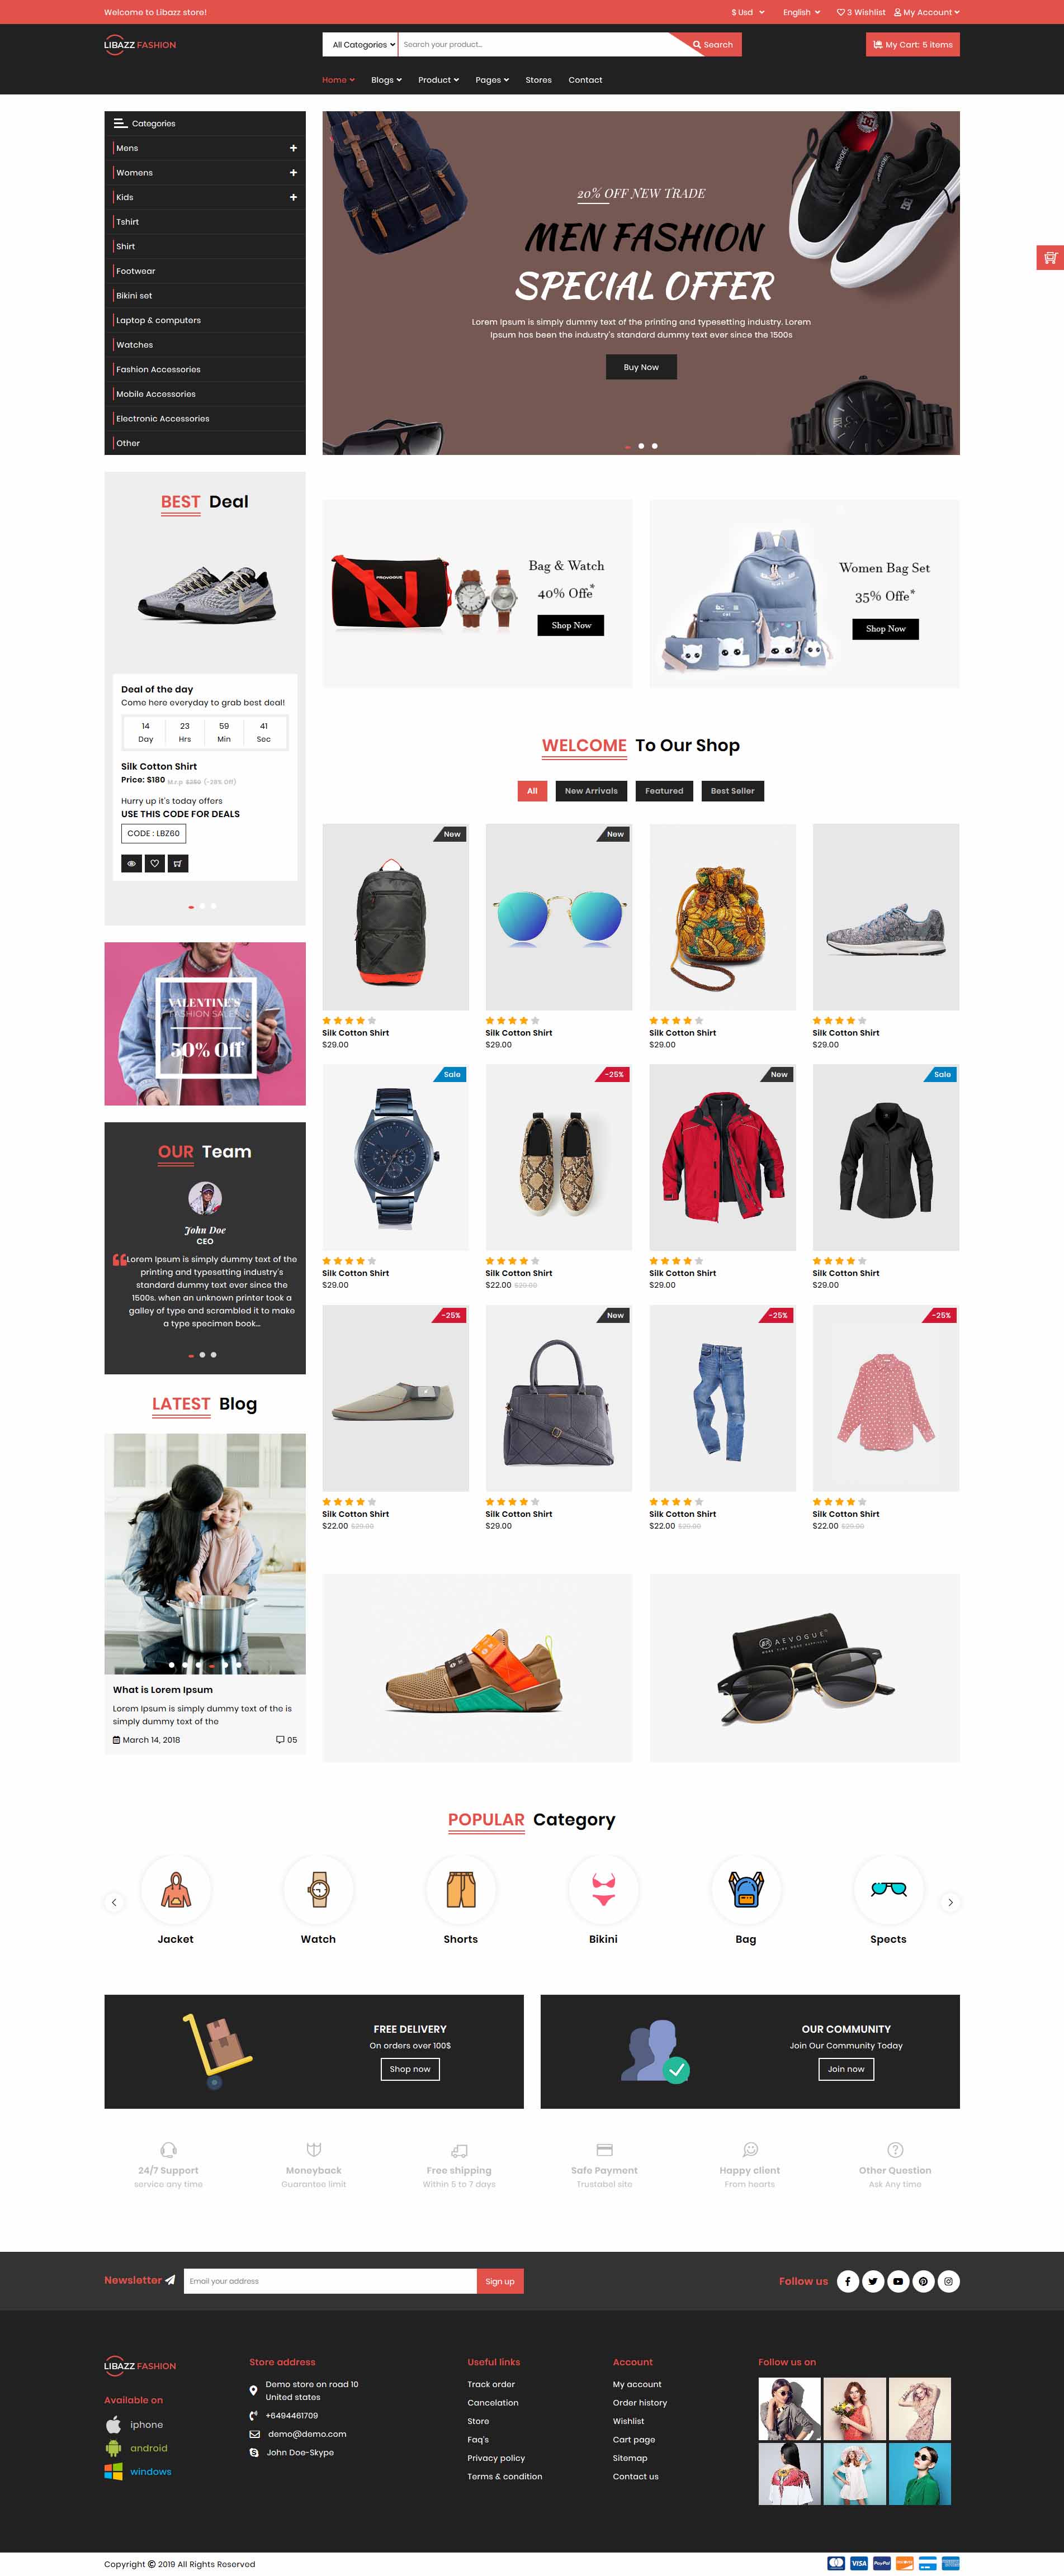 Welcome to Libazz store!
$ Usd
English
3 Wishlist
My Account
LIBAZZ FASHION
All Categories
Search your product...
Search
My Cart: 5 items
Home
Blogs
Product
Pages
Stores
Contact
Categories
Mens
Womens
Kids
Tshirt
Shirt
Footwear
Bikini set
Laptop & computers
Watches
Fashion Accessories
Mobile Accessories
Electronic Accessories
Other
20% OFF NEW TRADE
MEN FASHION
SPECIAL OFFER
Lorem Ipsum is simply dummy text of the printing and typesetting industry. Lorem
Ipsum has been the industry's standard dummy text ever since the 1500s
Buy Now
BEST Deal
Deal of the day
Come here everyday to grab best deal!
14 23 59 41
Day Hrs Min Sec
Silk Cotton Shirt
Price: $180 M.r.p $250 (-28% Off)
Hurry up it's today offers
USE THIS CODE FOR DEALS
CODE : LBZ60
VALENTINE'S
FASHION SALE
50% Off
OUR Team
John Doe
CEO
Lorem Ipsum is simply dummy text of the
printing and typesetting industry's
standard dummy text ever since the
1500s. when an unknown printer took a
galley of type and scrambled it to make
a type specimen book...
LATEST Blog
What is Lorem Ipsum
Lorem Ipsum is simply dummy text of the is
simply dummy text of the
March 14, 2018
05
PROVOGUE
Bag & Watch
40% Offe*
Shop Now
Women Bag Set
35% Offe*
Shop Now
WELCOME To Our Shop
All
New Arrivals
Featured
Best Seller
New
Silk Cotton Shirt
$29.00
New
Silk Cotton Shirt
$29.00
Silk Cotton Shirt
$29.00
Silk Cotton Shirt
$29.00
Sale
Silk Cotton Shirt
$29.00
-25%
Silk Cotton Shirt
$22.00 $29.00
New
Silk Cotton Shirt
$29.00
Sale
Silk Cotton Shirt
$29.00
-25%
Silk Cotton Shirt
$22.00 $29.00
New
Silk Cotton Shirt
$29.00
-25%
Silk Cotton Shirt
$22.00 $29.00
-25%
Silk Cotton Shirt
$22.00 $29.00
AEVOGUE
POPULAR Category
Jacket
Watch
Shorts
Bikini
Bag
Spects
FREE DELIVERY
On orders over 100$
Shop now
OUR COMMUNITY
Join Our Community Today
Join now
24/7 Support
service any time
Moneyback
Guarantee limit
Free shipping
Within 5 to 7 days
Safe Payment
Trustabel site
Happy client
From hearts
Other Question
Ask Any time
Newsletter
Email your address
Sign up
Follow us
LIBAZZ FASHION
Available on
iphone
android
windows
Store address
Demo store on road 10
United states
+6494461709
demo@demo.com
John Doe-Skype
Useful links
Track order
Cancelation
Store
Faq's
Privacy policy
Terms & condition
Account
My account
Order history
Wishlist
Cart page
Sitemap
Contact us
Follow us on
Copyright © 2019 All Rights Reserved
VISA
PayPal